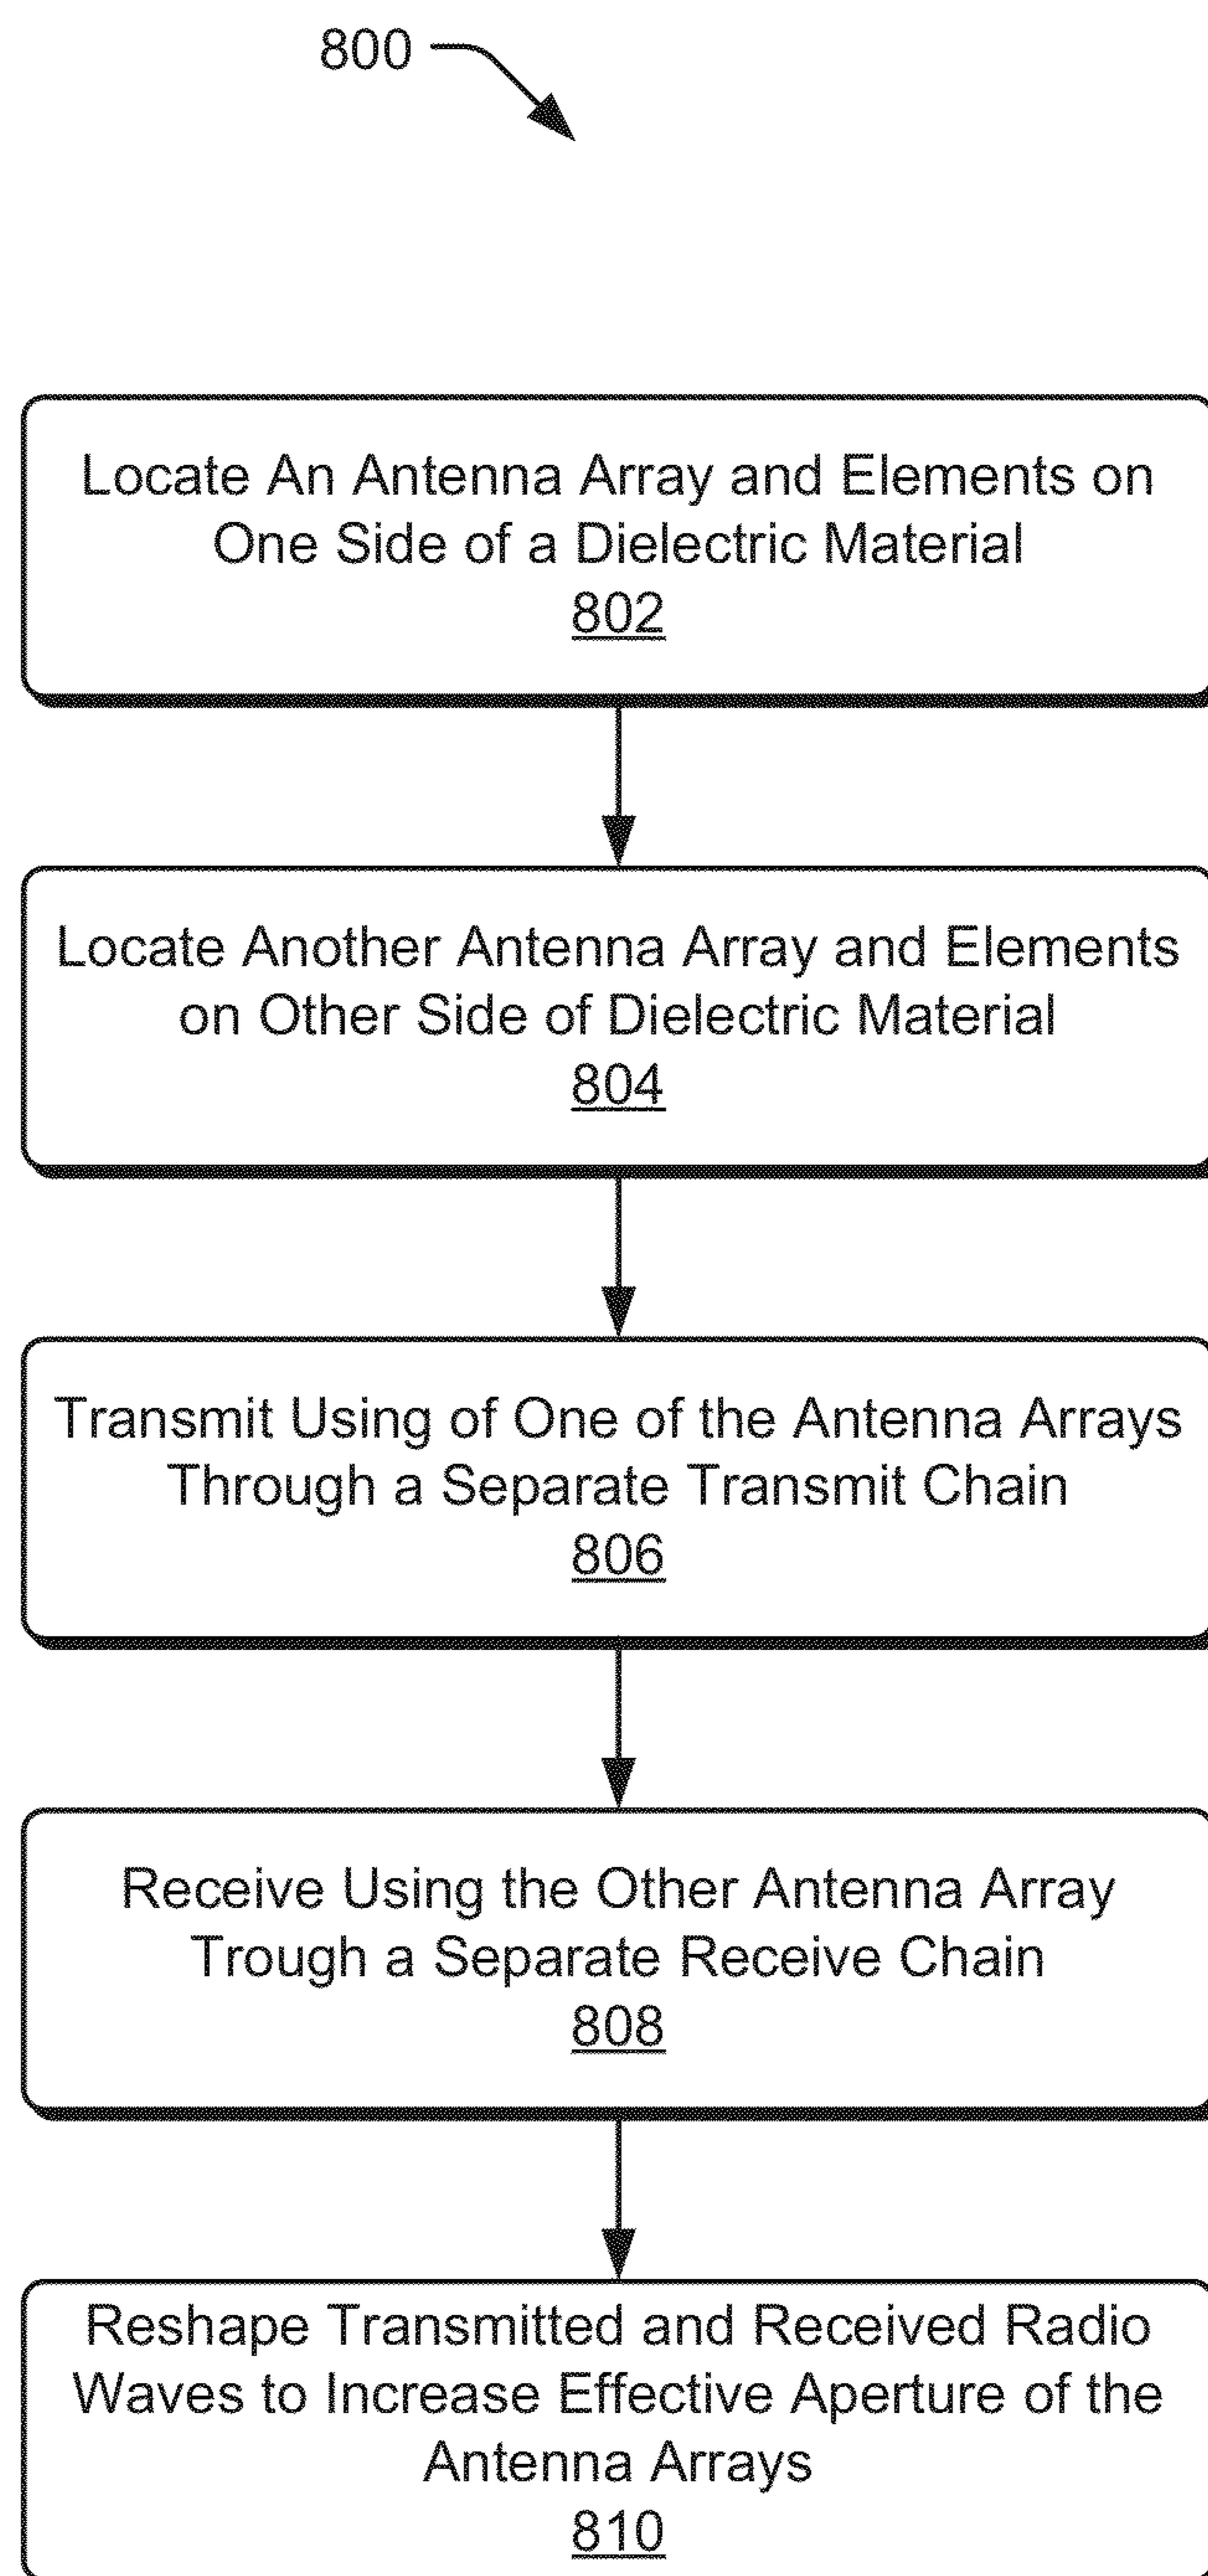 800
Locate An Antenna Array and Elements on
One Side of a Dielectric Material
802
Locate Another Antenna Array and Elements
on Other Side of Dielectric Material
804
Transmit Using of One of the Antenna Arrays
Through a Separate Transmit Chain
806
Receive Using the Other Antenna Array
Trough a Separate Receive Chain
808
Reshape Transmitted and Received Radio
Waves to Increase Effective Aperture of the
Antenna Arrays
810